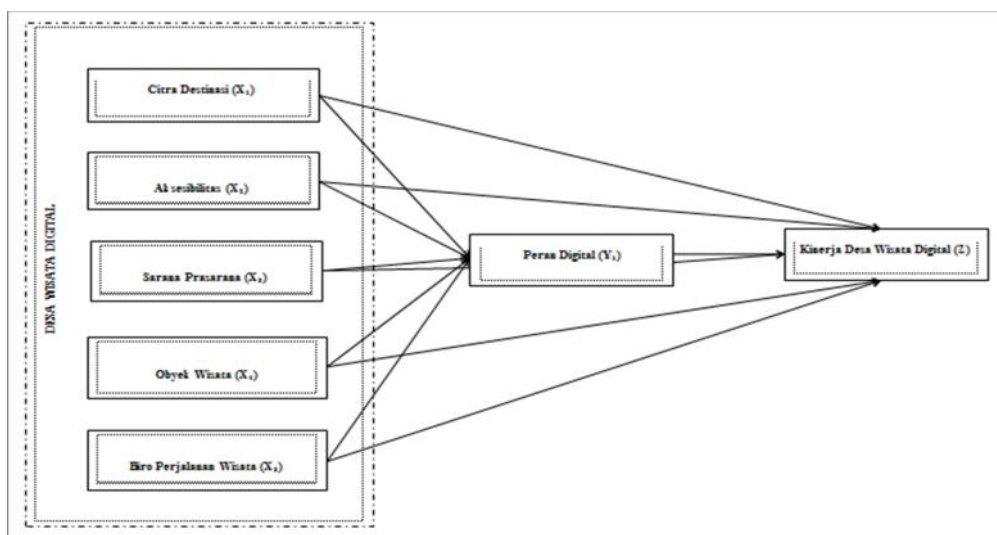 DESA WISATA DIGITAL
Citra Destinasi (X₁)
Aksesibilitas (X₂)
Sarana Prasarana (X₃)
Obyek Wisata (X₄)
Biro Perjalanan Wisata (X₅)
Peran Digital (Y₁)
Kinerja Desa Wisata Digital (Z)